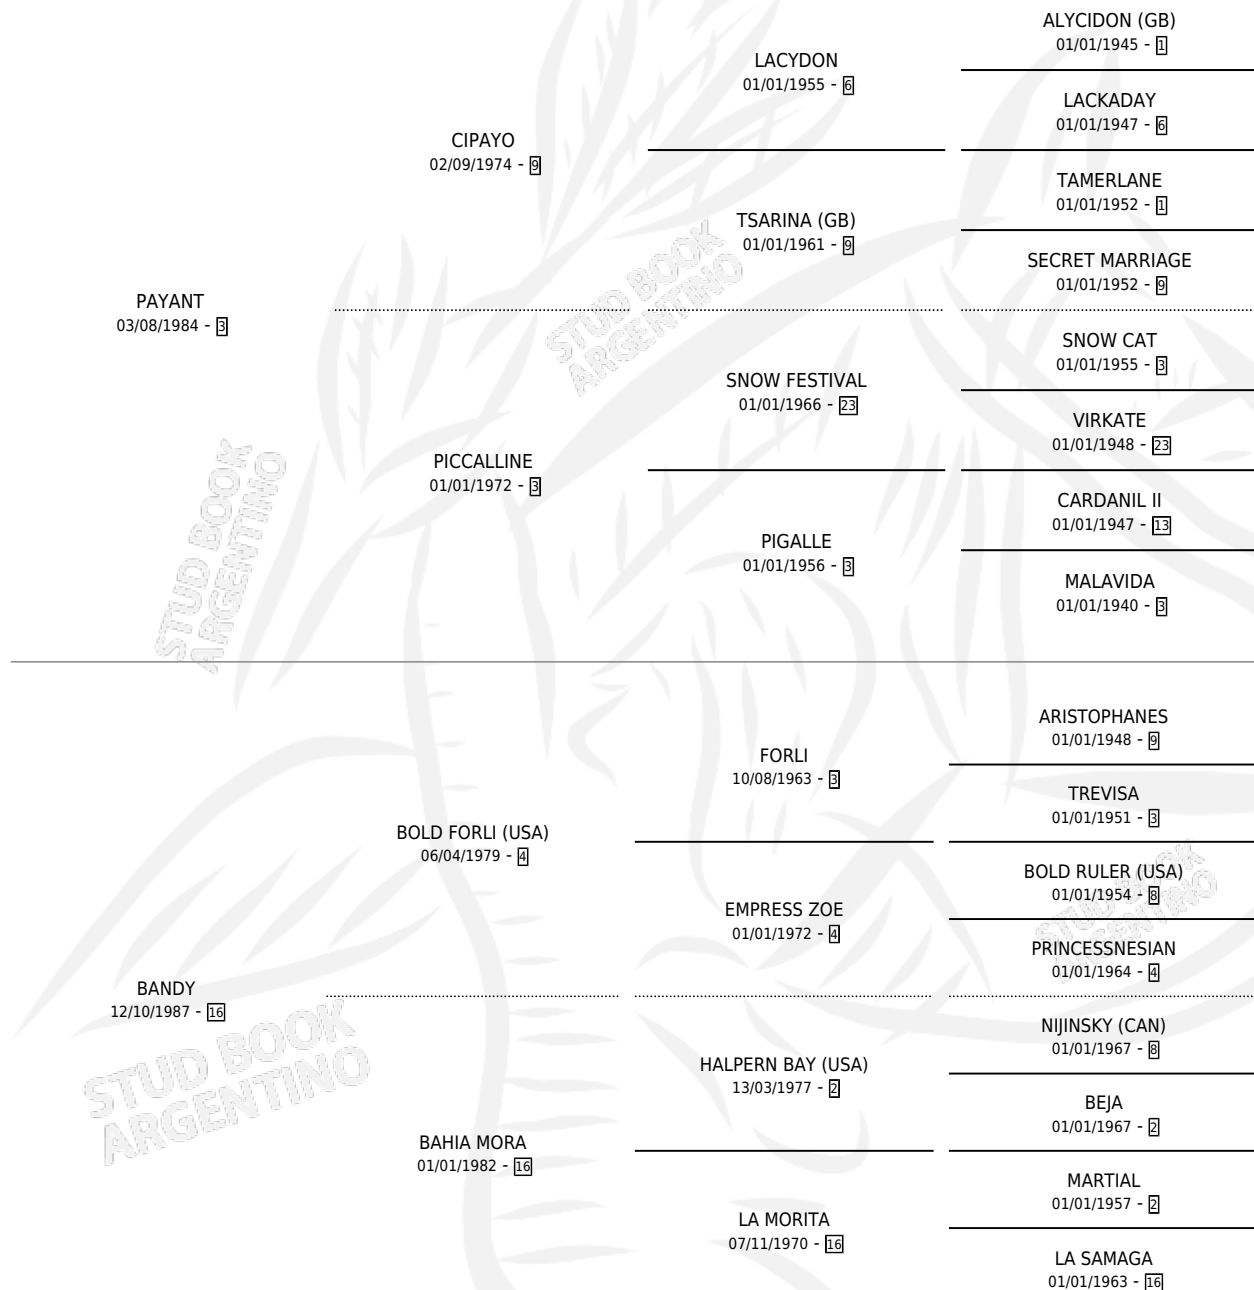 ALYCIDON (GB)
01/01/1945 - 1
LACYDON
01/01/1955 - 6
LACKADAY
01/01/1947 - 6
CIPAYO
02/09/1974 - 9
TAMERLANE
01/01/1952 - 1
TSARINA (GB)
01/01/1961 - 9
SECRET MARRIAGE
01/01/1952 - 9
PAYANT
03/08/1984 - 3
STUD BOOK
ARGENTINO
SNOW CAT
01/01/1955 - 3
SNOW FESTIVAL
01/01/1966 - 23
VIRKATE
01/01/1948 - 23
PICCALLINE
01/01/1972 - 3
CARDANIL II
01/01/1947 - 13
PIGALLE
01/01/1956 - 3
MALAVIDA
01/01/1940 - 3
STUD BOOK
ARGENTINO
ARISTOPHANES
01/01/1948 - 9
FORLI
10/08/1963 - 3
TREVISA
01/01/1951 - 3
BOLD FORLI (USA)
06/04/1979 - 4
BOLD RULER (USA)
01/01/1954 - 8
EMPRESS ZOE
01/01/1972 - 4
PRINCESSNESIAN
01/01/1964 - 4
STUD BOOK
ARGENTINO
BANDY
12/10/1987 - 16
NIJINSKY (CAN)
01/01/1967 - 8
HALPERN BAY (USA)
13/03/1977 - 2
BEJA
01/01/1967 - 2
STUD BOOK
ARGENTINO
BAHIA MORA
01/01/1982 - 16
MARTIAL
01/01/1957 - 2
LA MORITA
07/11/1970 - 16
LA SAMAGA
01/01/1963 - 16